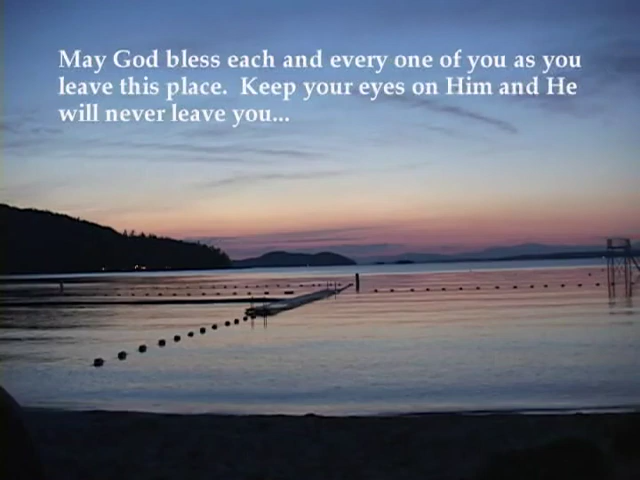 May God bless each and every one of you as you
leave this place.  Keep your eyes on Him and He
will never leave you...